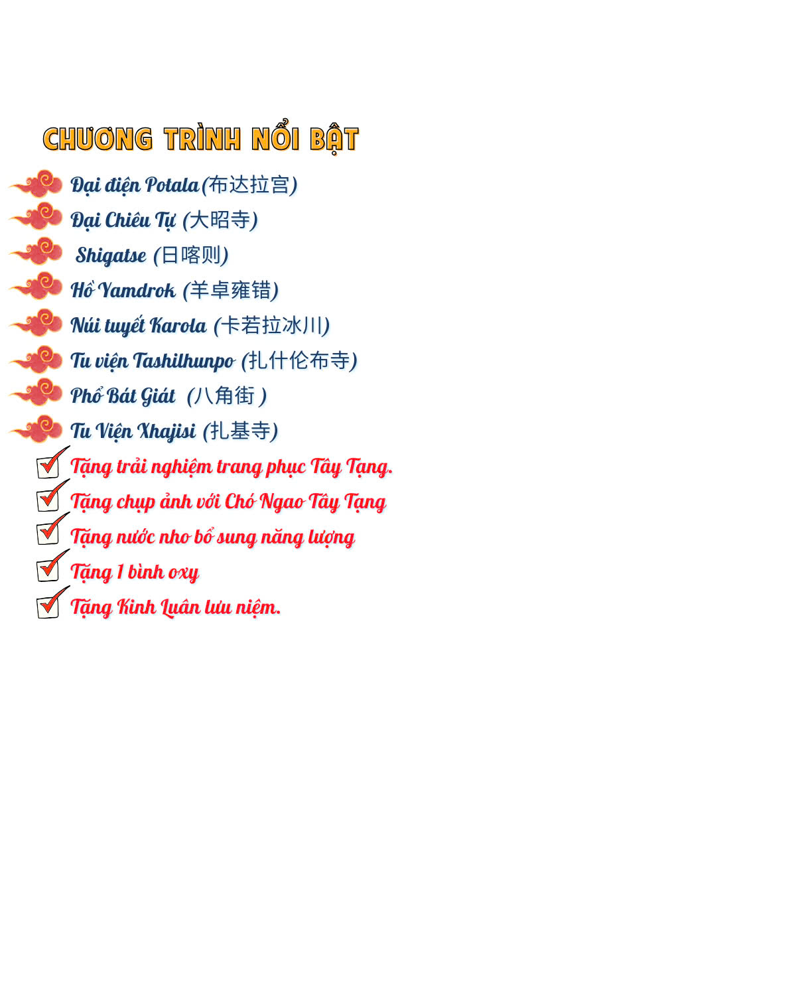 CHƯƠNG TRÌNH NỔI BẬT
Đại điện Potala(布达拉宫)
Đại Chiêu Tự (大昭寺)
Shigatse (日喀则)
Hồ Yamdrok (羊卓雍错)
Núi tuyết Karola (卡若拉冰川)
Tu viện Tashilhunpo (扎什伦布寺)
Phổ Bát Giát (八角街 )
Tu Viện Xhajisi (扎基寺)
Tặng trải nghiệm trang phục Tây Tạng.
Tặng chụp ảnh với Chó Ngao Tây Tạng
Tặng nước nho bổ sung năng lượng
Tặng 1 bình oxy
Tặng Kinh Luân lưu niệm.